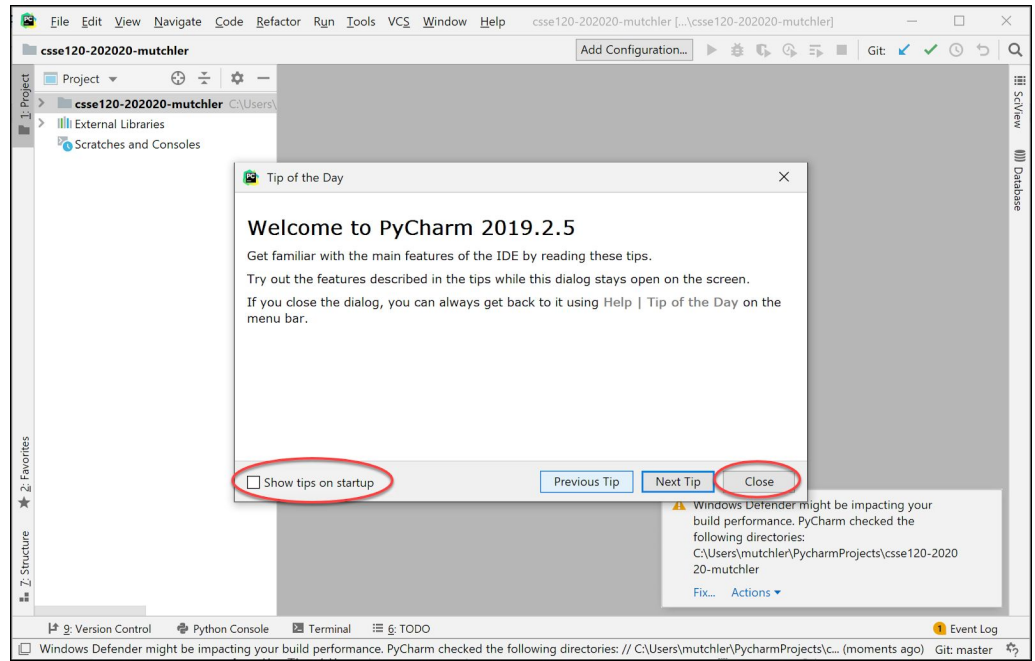 File Edit View Navigate Code Refactor Run Tools VCS Window Help csse120-202020-mutchler [...\csse120-202020-mutchler]
csse120-202020-mutchler Add Configuration... Git:
1: Project
Project
csse120-202020-mutchler C:\Users\
External Libraries
Scratches and Consoles
SciView
Database
Tip of the Day
Welcome to PyCharm 2019.2.5
Get familiar with the main features of the IDE by reading these tips.
Try out the features described in the tips while this dialog stays open on the screen.
If you close the dialog, you can always get back to it using Help | Tip of the Day on the
menu bar.
Show tips on startup Previous Tip Next Tip Close
2: Favorites
7: Structure
Windows Defender might be impacting your
build performance. PyCharm checked the
following directories:
C:\Users\mutchler\PycharmProjects\csse120-2020
20-mutchler
Fix... Actions
9: Version Control Python Console Terminal 6: TODO 1 Event Log
Windows Defender might be impacting your build performance. PyCharm checked the following directories: // C:\Users\mutchler\PycharmProjects\c... (moments ago) Git: master